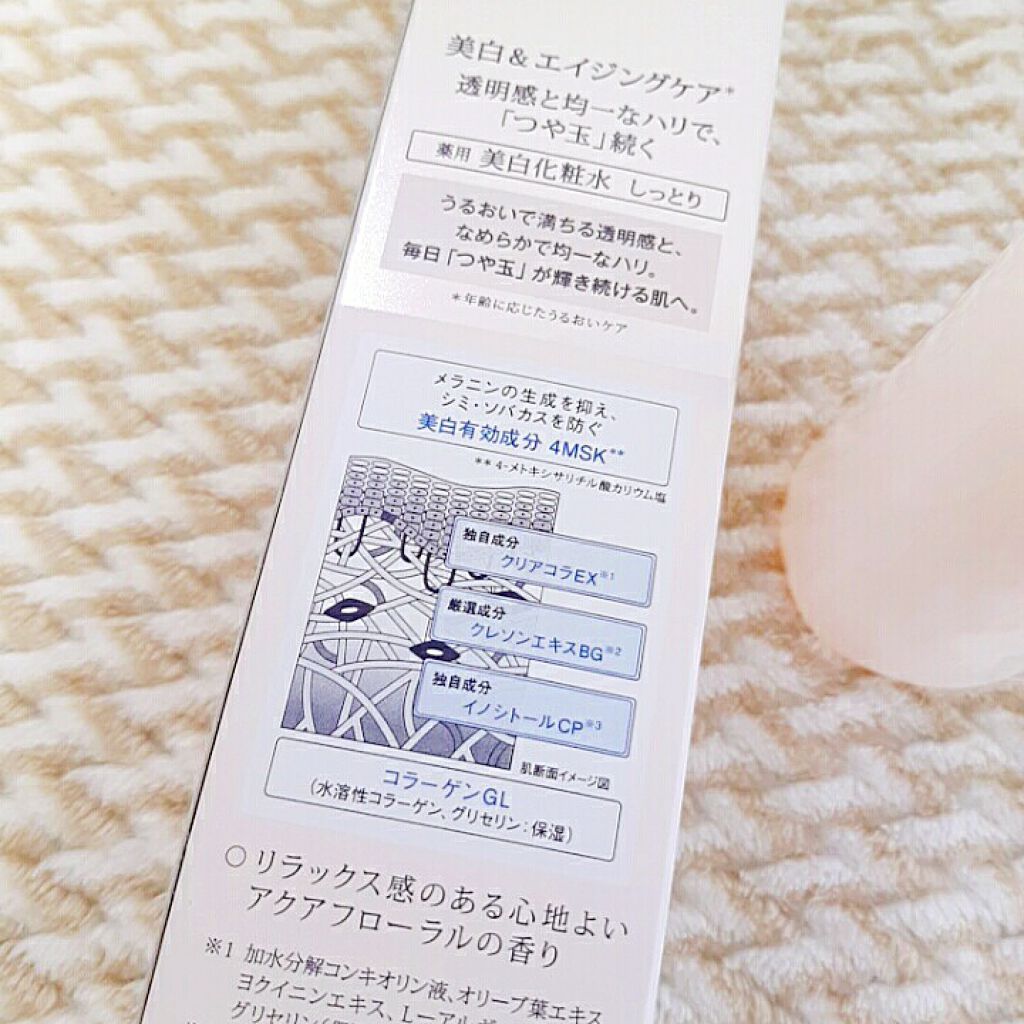 美白&エイジングケア*
透明感と均一なハリで、
「つや玉」続く
薬用 美白化粧水 しっとり
うるおいで満ちる透明感と、
なめらかで均一なハリ。
毎日「つや玉」が輝き続ける肌へ。
*年齢に応じたうるおいケア
メラニンの生成を抑え、
シミ・ソバカスを防ぐ
美白有効成分 4MSK**
**4-メトキシサリチル酸カリウム塩
独自成分
クリアコラEX※1
厳選成分
クレソンエキスBG※2
独自成分
イノシトールCP※3
肌断面イメージ図
コラーゲンGL
(水溶性コラーゲン、グリセリン:保湿)
○ リラックス感のある心地よい
アクアフローラルの香り
※1 加水分解コンキオリン液、オリーブ葉エキス
ヨクイニンエキス、L-アルギ
グリセリン